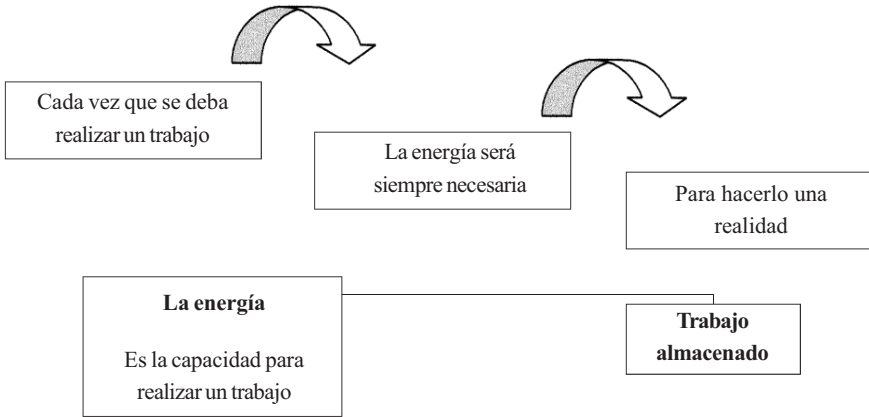 Cada vez que se deba
realizar un trabajo
La energía será
siempre necesaria
Para hacerlo una
realidad
La energía
Es la capacidad para
realizar un trabajo
Trabajo
almacenado